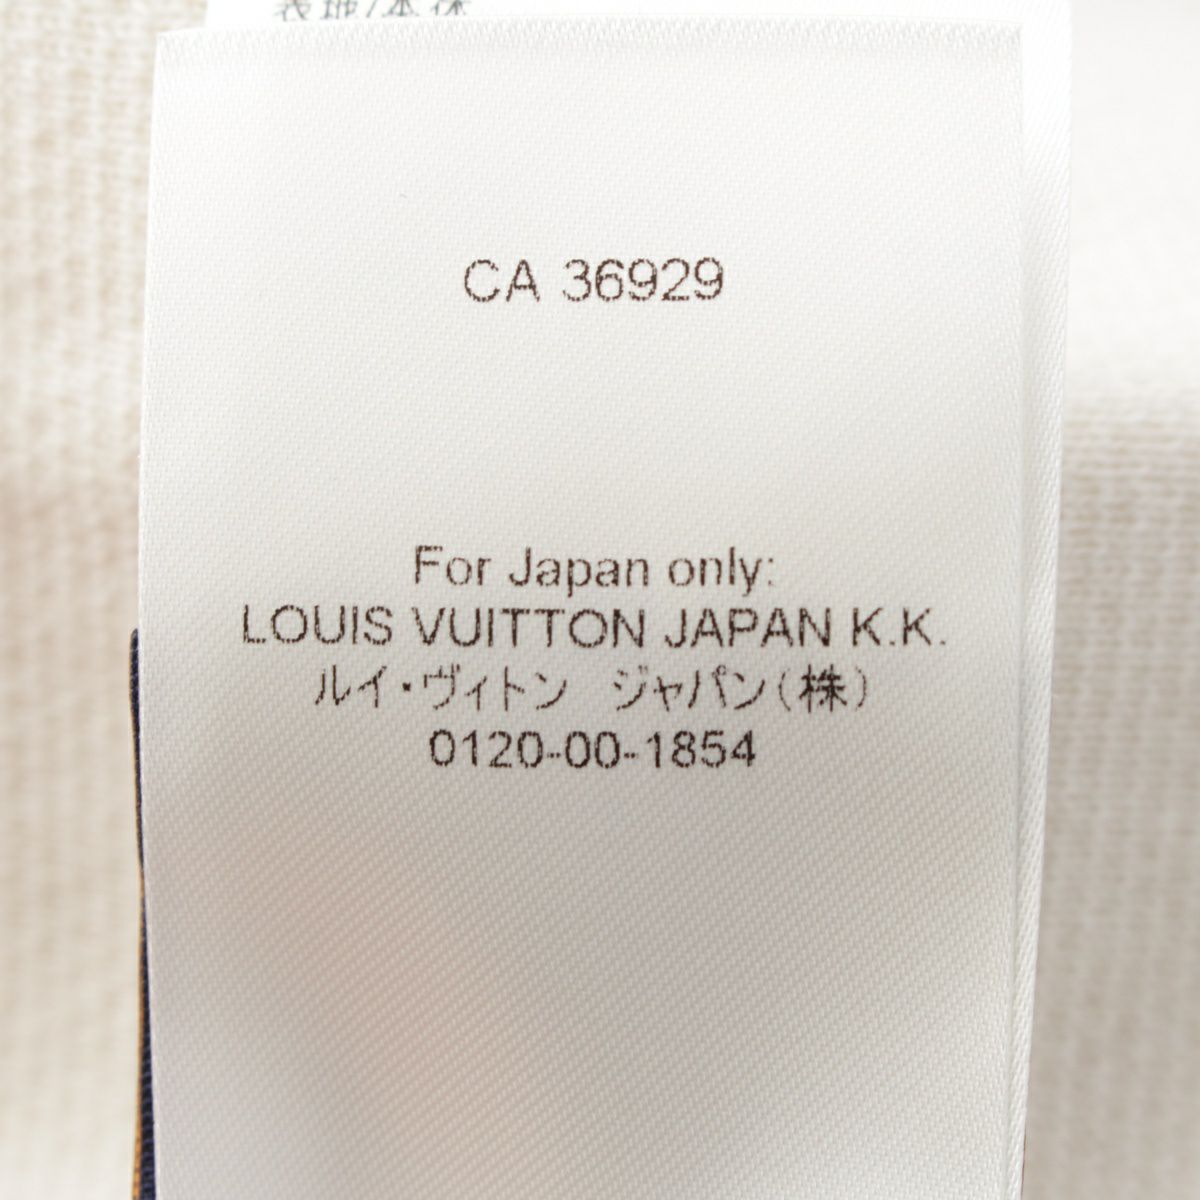 CA 36929
For Japan only:
LOUIS VUITTON JAPAN K.K.
ルイ・ヴィトン　ジャパン(株)
0120-00-1854